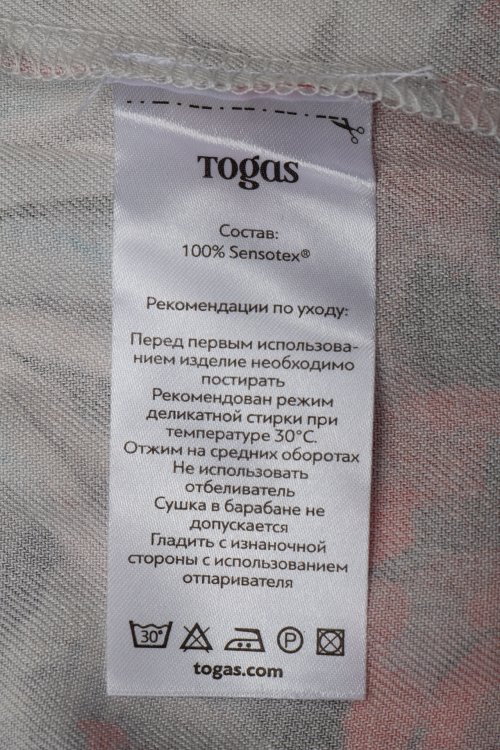 Togas
Состав:
100% Sensotex®
Рекомендации по уходу:
Перед первым использова-
нием изделие необходимо
постирать
Рекомендован режим
деликатной стирки при
температуре 30°C.
Отжим на средних оборотах
Не использовать
отбеливатель
Сушка в барабане не
допускается
Гладить с изнаночной
стороны с использованием
отпаривателя
30° P
togas.com